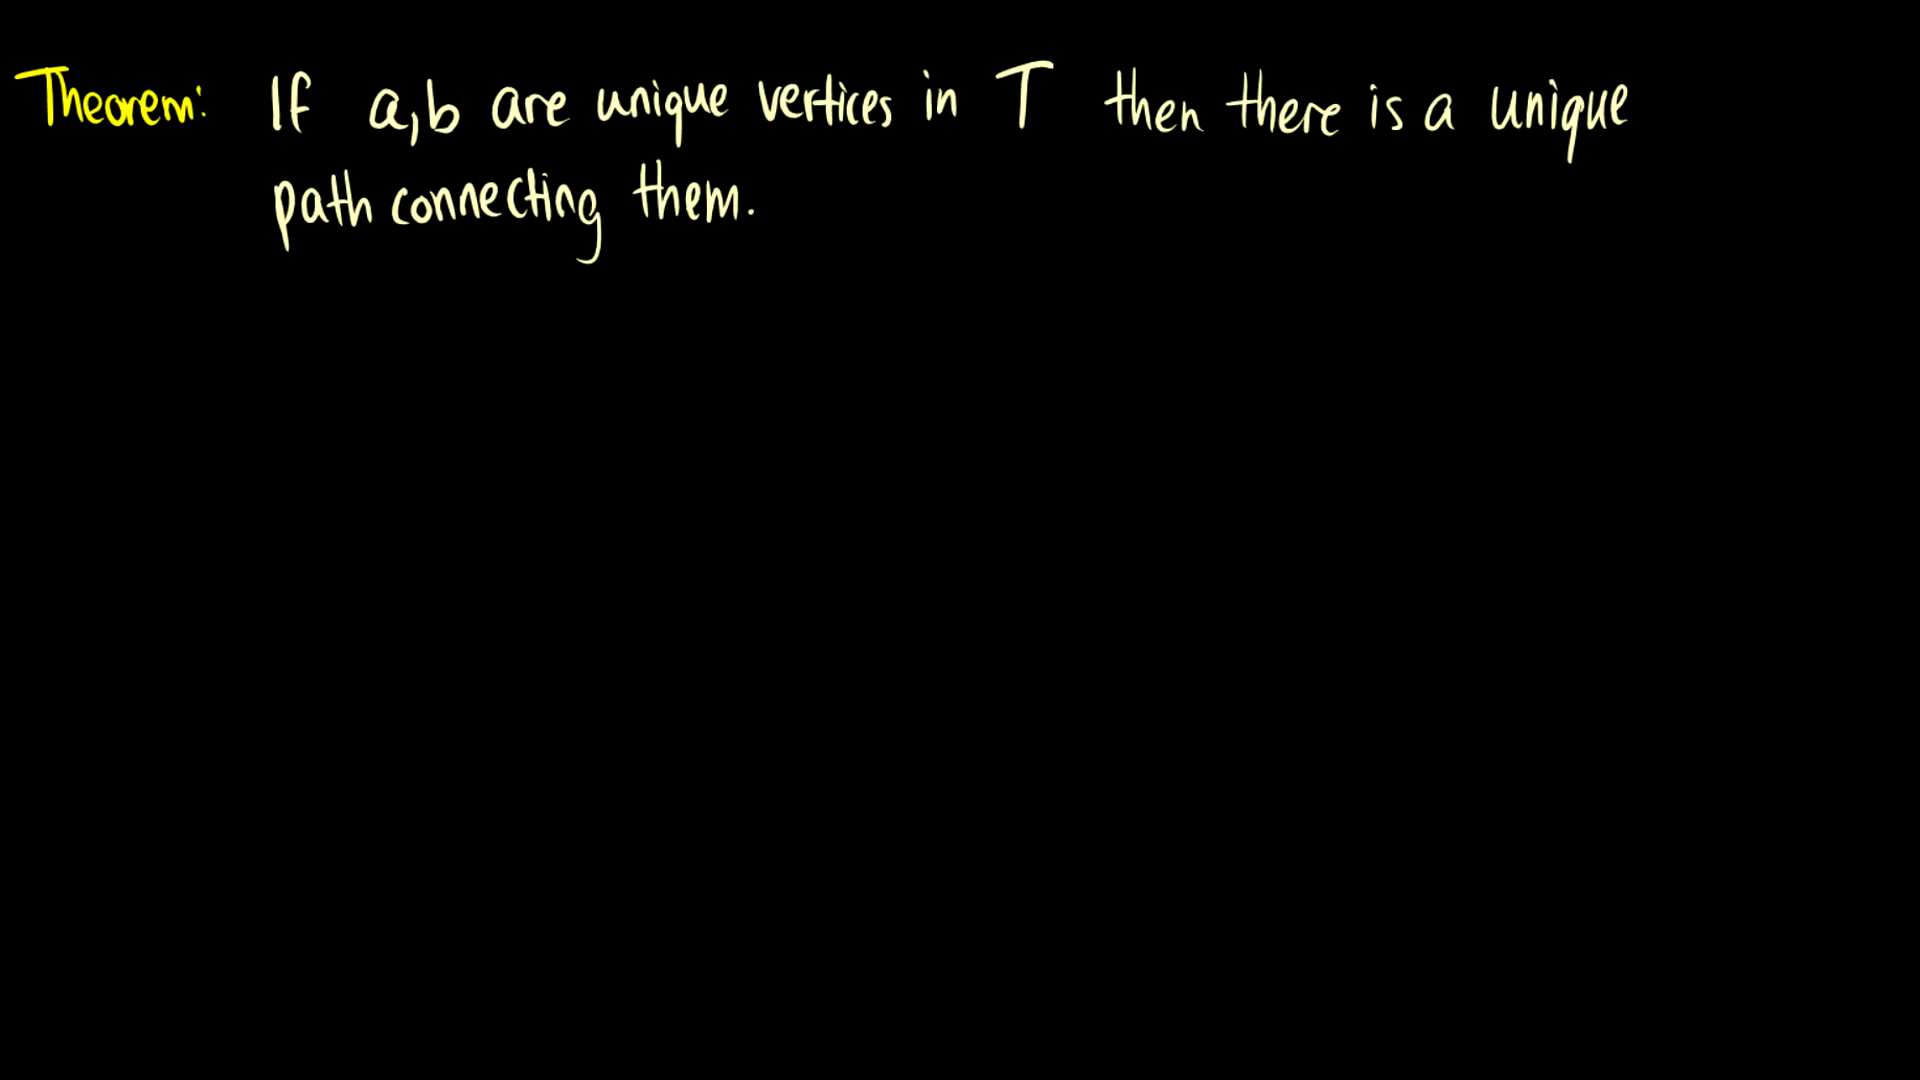 Theorem: If a,b are unique vertices in T then there is a unique
path connecting them.